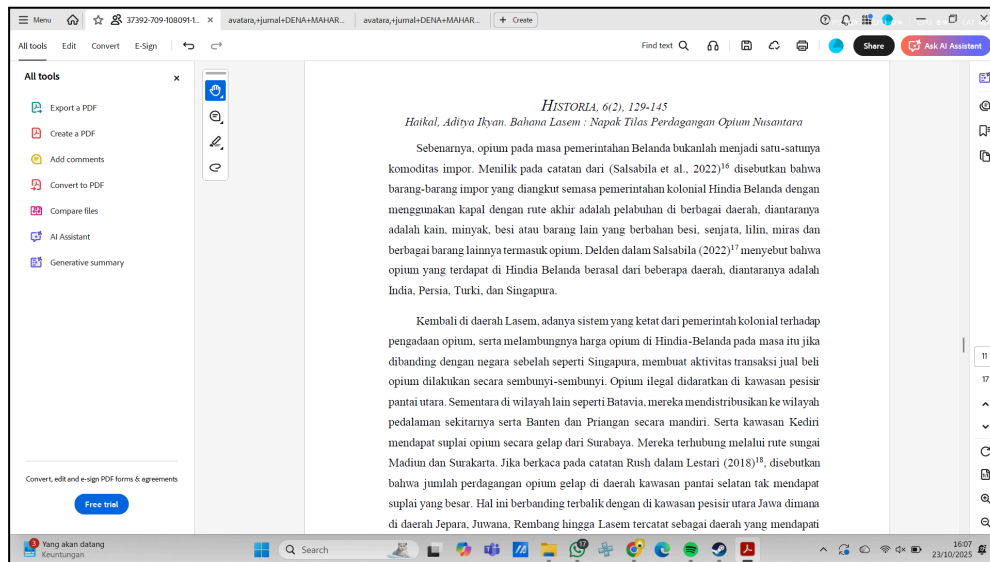 Menu
37392-709-108091-1...
avatara,+jurnal+DENA+MAHAR...
avatara,+jumal+DENA+MAHAR...
+ Create
All tools
Edit
Convert
E-Sign
Find text
Share
Ask AI Assistant
All tools
Export a PDF
Create a PDF
Add comments
Convert to PDF
Compare files
AI Assistant
Generative summary
Convert, edit and e-sign PDF forms & agreements
Free trial
HISTORIA, 6(2), 129-145
Haikal, Aditya Ikyan. Bahana Lasem : Napak Tilas Perdagangan Opium Nusantara
Sebenarnya, opium pada masa pemerintahan Belanda bukanlah menjadi satu-satunya
komoditas impor. Menilik pada catatan dari (Salsabila et al., 2022)16 disebutkan bahwa
barang-barang impor yang diangkut semasa pemerintahan kolonial Hindia Belanda dengan
menggunakan kapal dengan rute akhir adalah pelabuhan di berbagai daerah, diantaranya
adalah kain, minyak, besi atau barang lain yang berbahan besi, senjata, lilin, miras dan
berbagai barang lainnya termasuk opium. Delden dalam Salsabila (2022)17 menyebut bahwa
opium yang terdapat di Hindia Belanda berasal dari beberapa daerah, diantaranya adalah
India, Persia, Turki, dan Singapura.
Kembali di daerah Lasem, adanya sistem yang ketat dari pemerintah kolonial terhadap
pengadaan opium, serta melambungnya harga opium di Hindia-Belanda pada masa itu jika
dibanding dengan negara sebelah seperti Singapura, membuat aktivitas transaksi jual beli
opium dilakukan secara sembunyi-sembunyi. Opium ilegal didaratkan di kawasan pesisir
pantai utara. Sementara di wilayah lain seperti Batavia, mereka mendistribusikan ke wilayah
pedalaman sekitarnya serta Banten dan Priangan secara mandiri. Serta kawasan Kediri
mendapat suplai opium secara gelap dari Surabaya. Mereka terhubung melalui rute sungai
Madiun dan Surakarta. Jika berkaca pada catatan Rush dalam Lestari (2018)18, disebutkan
bahwa jumlah perdagangan opium gelap di daerah kawasan pantai selatan tak mendapat
suplai yang besar. Hal ini berbanding terbalik dengan di kawasan pesisir utara Jawa dimana
di daerah Jepara, Juwana, Rembang hingga Lasem tercatat sebagai daerah yang mendapati
11
17
3
Yang akan datang
Keuntungan
Search
16:07
23/10/2025